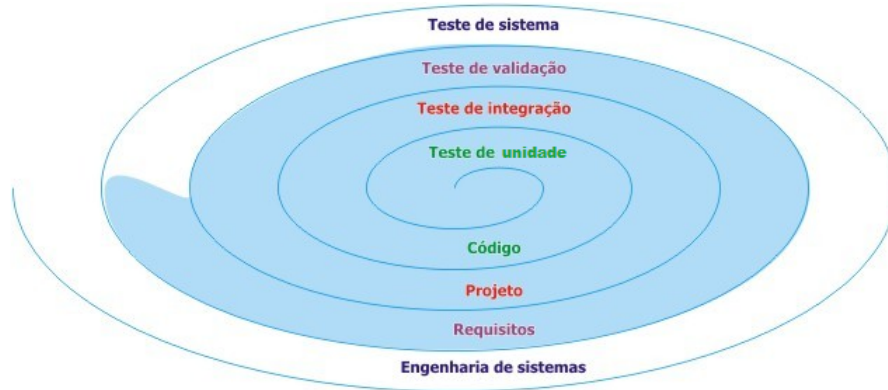 Teste de sistema
Teste de validação
Teste de integração
Teste de unidade
Código
Projeto
Requisitos
Engenharia de sistemas